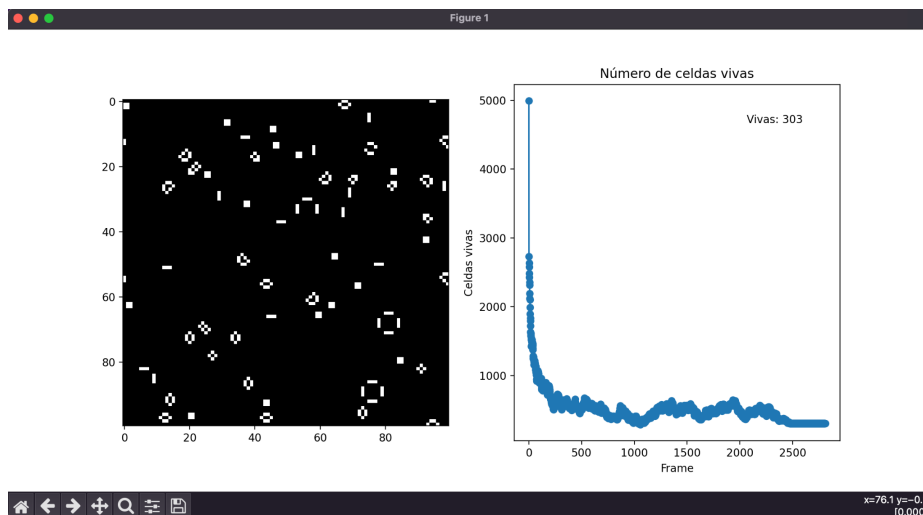 Figure 1
Número de celdas vivas
Vivas: 303
Celdas vivas
5000
4000
3000
2000
1000
0
20
40
60
80
0 20 40 60 80
0 500 1000 1500 2000 2500
Frame
x=76.1 y=−0.